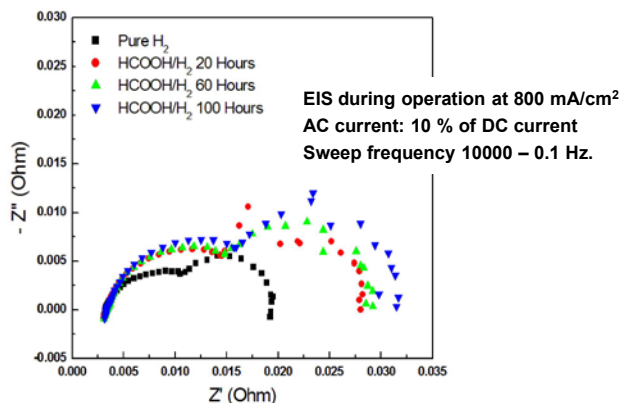 0.030
0.025
0.020
0.015
0.010
0.005
0.000
-0.005
- Z'' (Ohm)
Pure H₂
HCOOH/H₂ 20 Hours
HCOOH/H₂ 60 Hours
HCOOH/H₂ 100 Hours
EIS during operation at 800 mA/cm²
AC current: 10 % of DC current
Sweep frequency 10000 – 0.1 Hz.
0.000 0.005 0.010 0.015 0.020 0.025 0.030 0.035
Z' (Ohm)